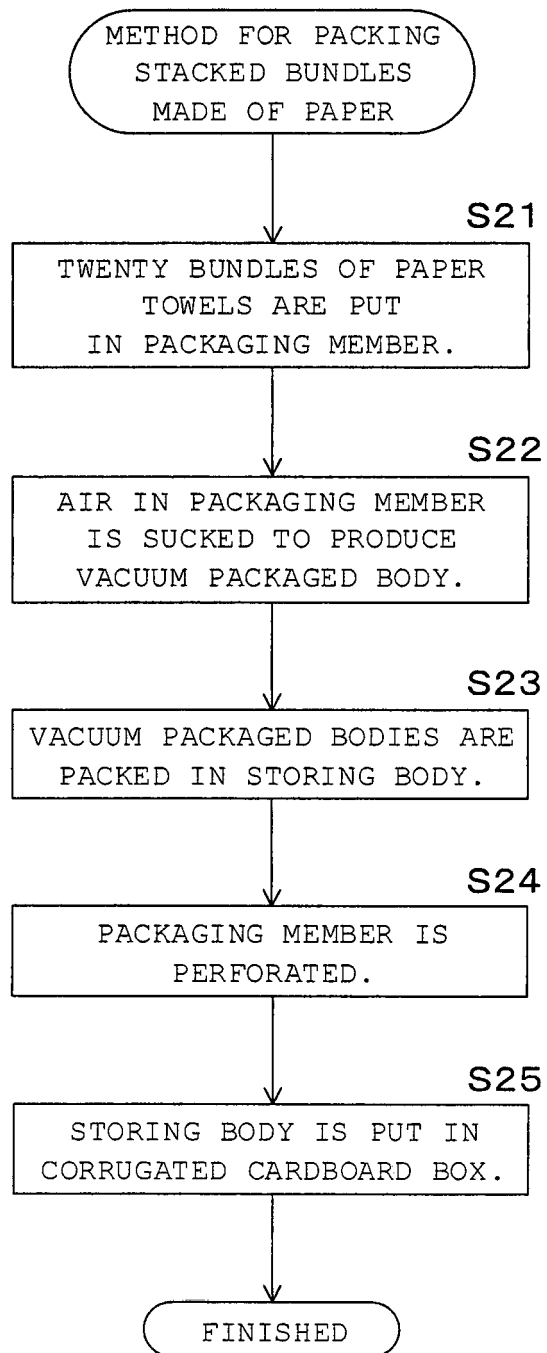 METHOD FOR PACKING
STACKED BUNDLES
MADE OF PAPER
S21
TWENTY BUNDLES OF PAPER
TOWELS ARE PUT
IN PACKAGING MEMBER.
S22
AIR IN PACKAGING MEMBER
IS SUCKED TO PRODUCE
VACUUM PACKAGED BODY.
S23
VACUUM PACKAGED BODIES ARE
PACKED IN STORING BODY.
S24
PACKAGING MEMBER IS
PERFORATED.
S25
STORING BODY IS PUT IN
CORRUGATED CARDBOARD BOX.
FINISHED